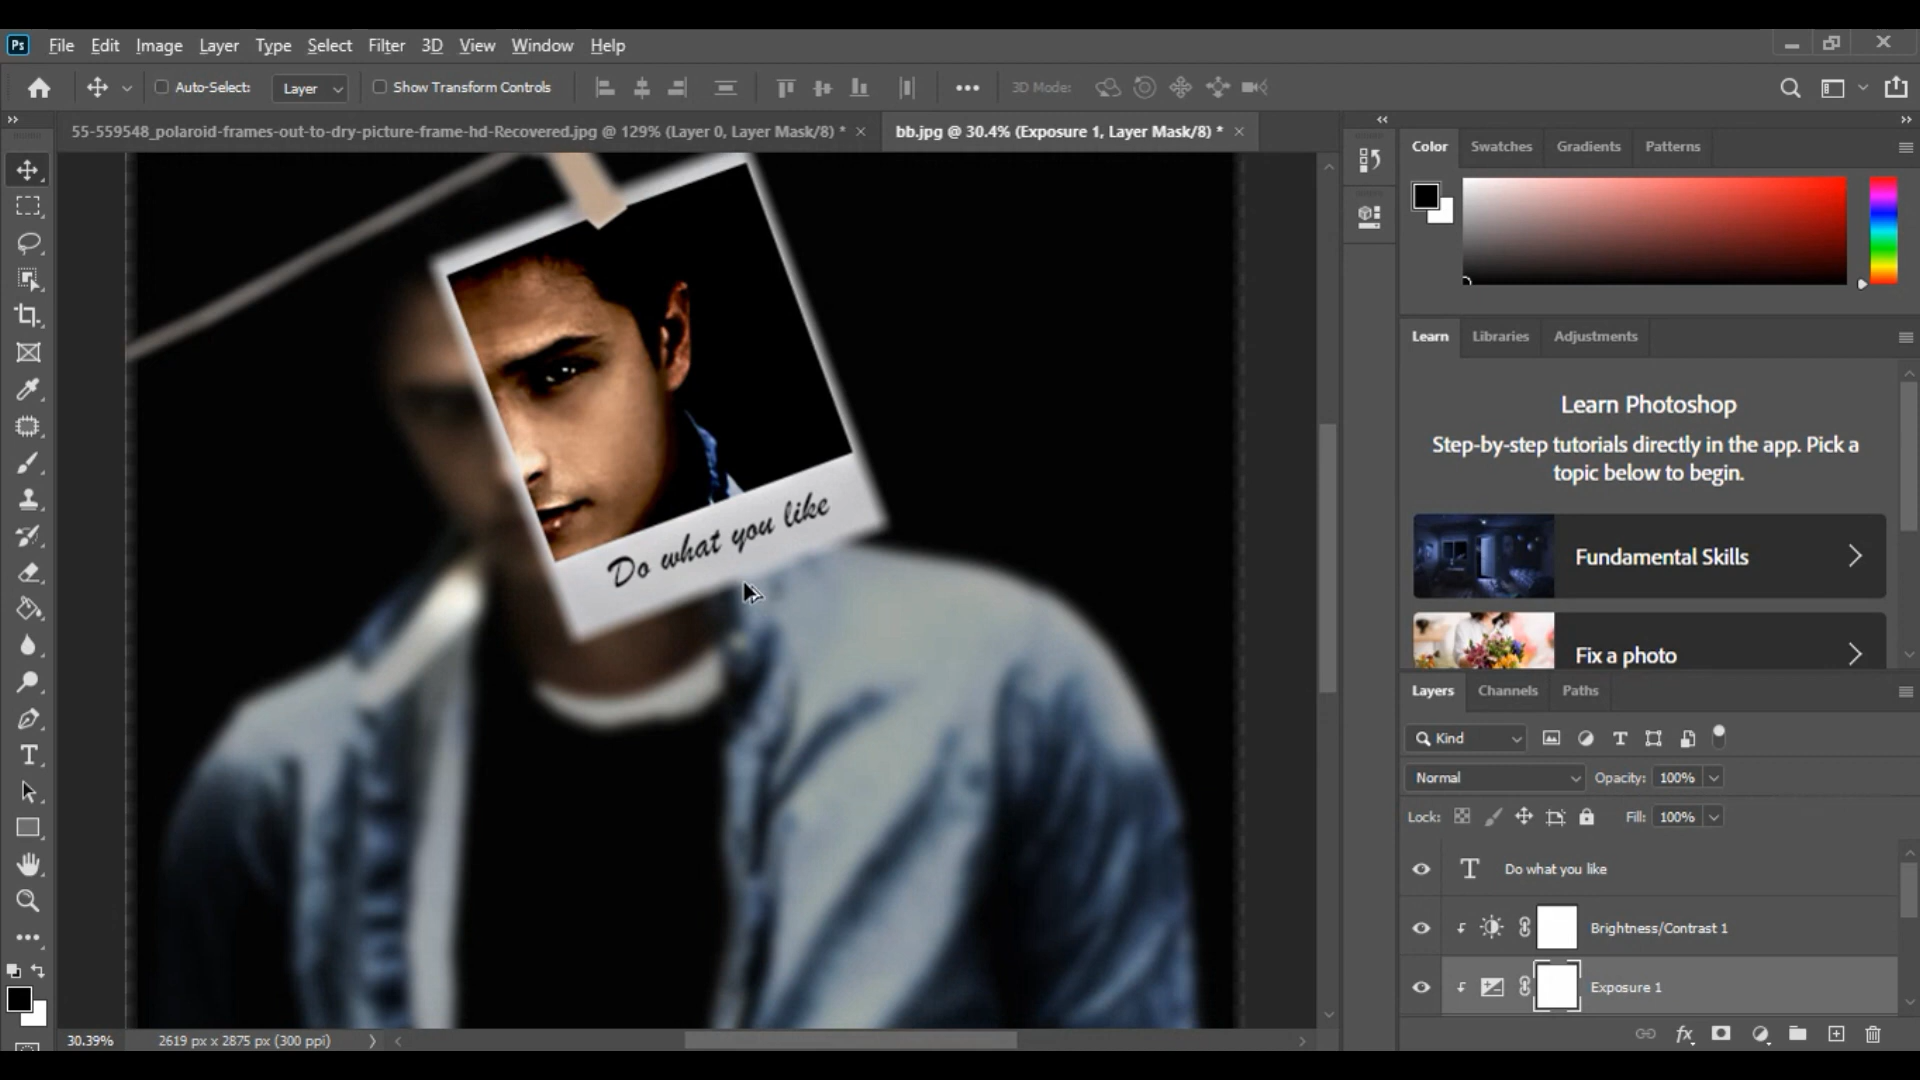 Ps File Edit Image Layer Type Select Filter 3D View Window Help
Auto-Select: Layer Show Transform Controls 3D Mode:
55-559548_polaroid-frames-out-to-dry-picture-frame-hd-Recovered.jpg @ 129% (Layer 0, Layer Mask/8) * bb.jpg @ 30.4% (Exposure 1, Layer Mask/8) *
Color Swatches Gradients Patterns
Learn Libraries Adjustments
Learn Photoshop
Step-by-step tutorials directly in the app. Pick a
topic below to begin.
Fundamental Skills
Fix a photo
Do what you like
Layers Channels Paths
Kind
Normal Opacity: 100%
Lock: Fill: 100%
T Do what you like
Brightness/Contrast 1
Exposure 1
fx
30.39% 2619 px x 2875 px (300 ppi)